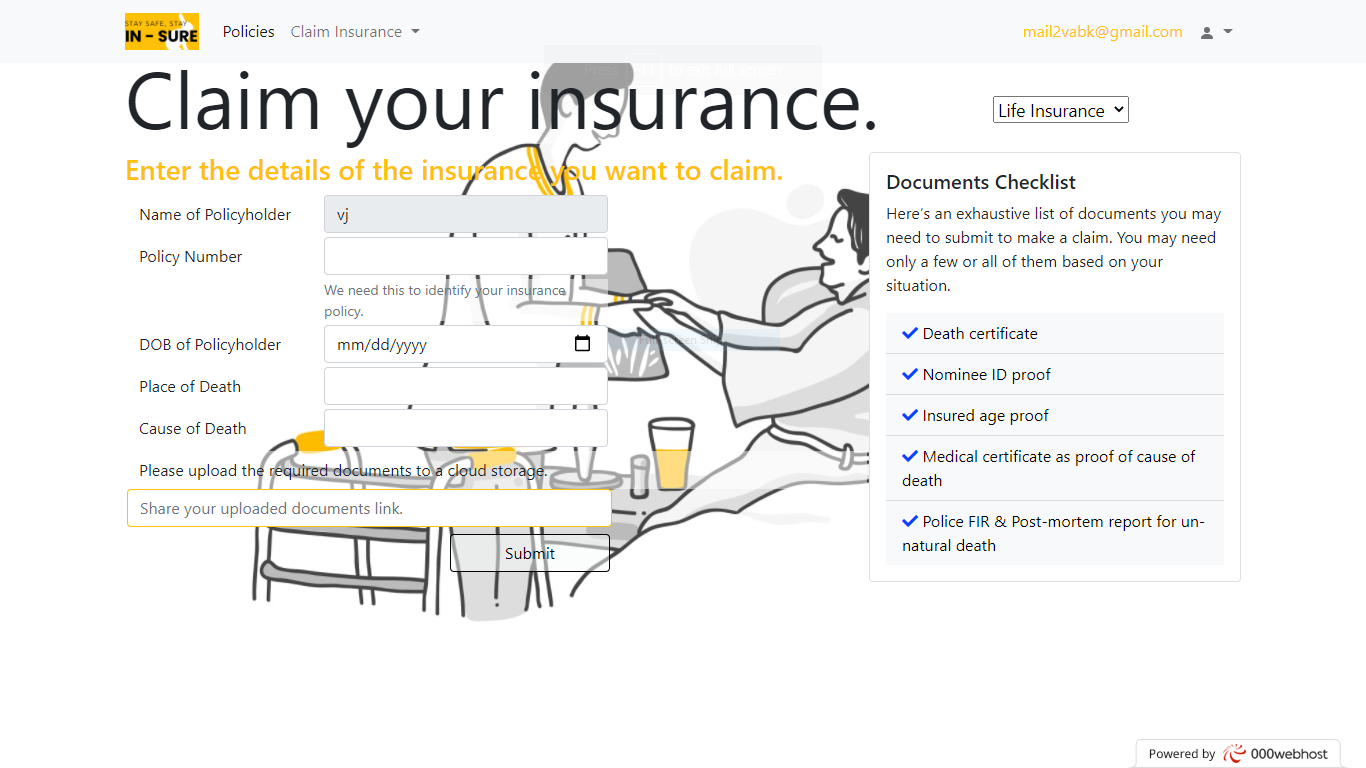 STAY SAFE, STAY
IN - SURE
Policies
Claim Insurance
mail2vabk@gmail.com
Claim your insurance.
Life Insurance
Enter the details of the insurance you want to claim.
Name of Policyholder
vj
Policy Number
We need this to identify your insurance
policy.
DOB of Policyholder
mm/dd/yyyy
Place of Death
Cause of Death
Please upload the required documents to a cloud storage.
Share your uploaded documents link.
Submit
Documents Checklist
Here's an exhaustive list of documents you may
need to submit to make a claim. You may need
only a few or all of them based on your
situation.
Death certificate
Nominee ID proof
Insured age proof
Medical certificate as proof of cause of
death
Police FIR & Post-mortem report for un-
natural death
Powered by 000webhost